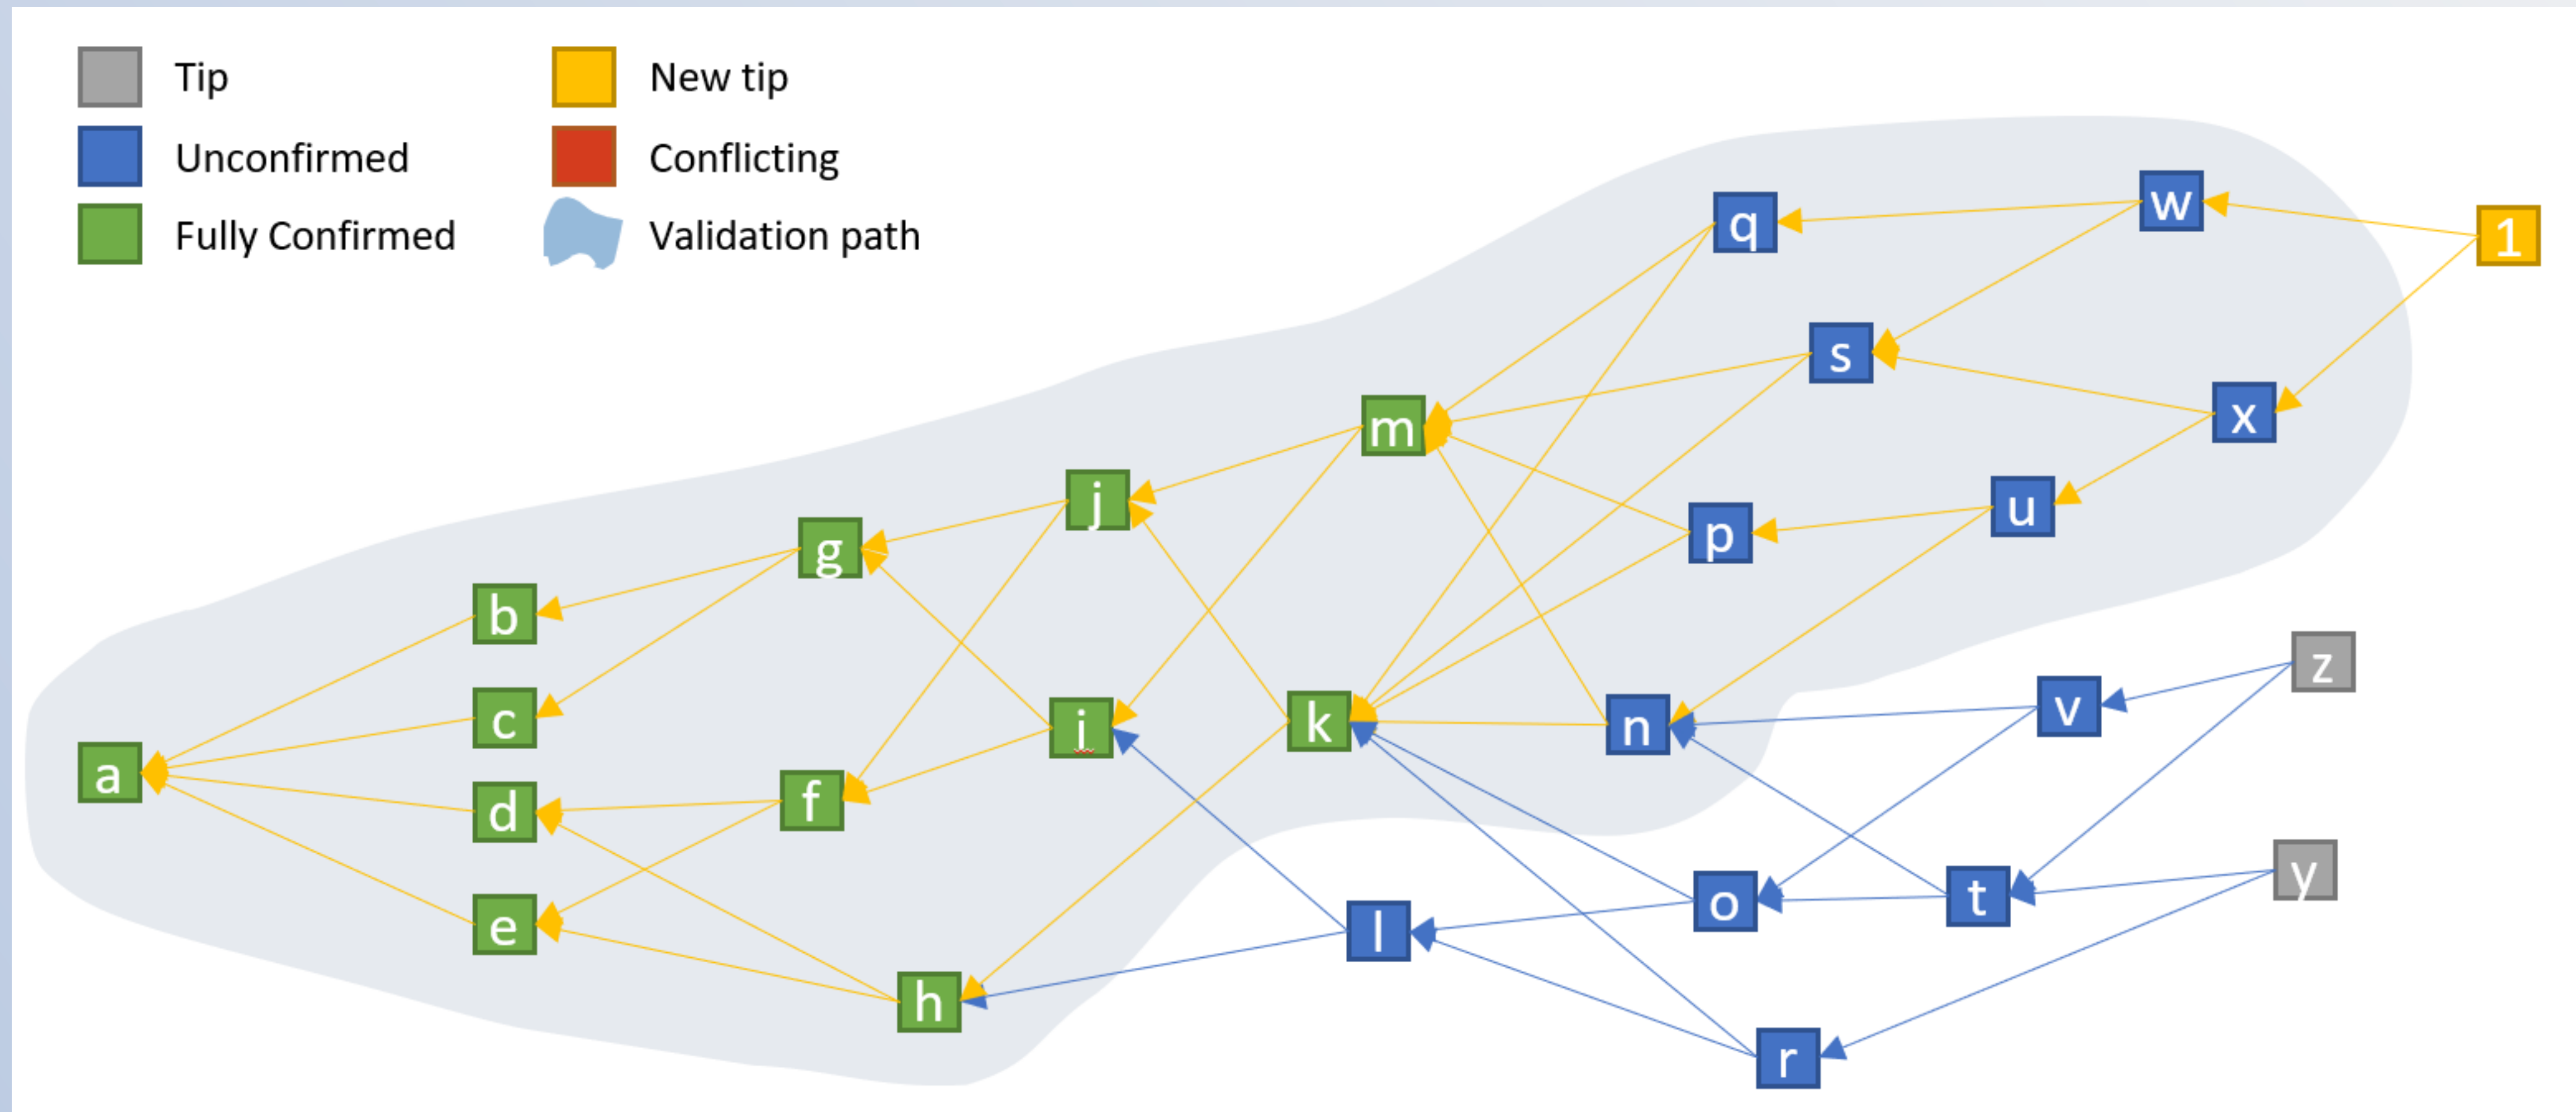 Tip
New tip
Unconfirmed
Conflicting
Fully Confirmed
Validation path
w
q
1
s
x
m
j
u
p
g
b
z
c
v
i
k
n
a
f
d
y
t
o
e
l
h
r